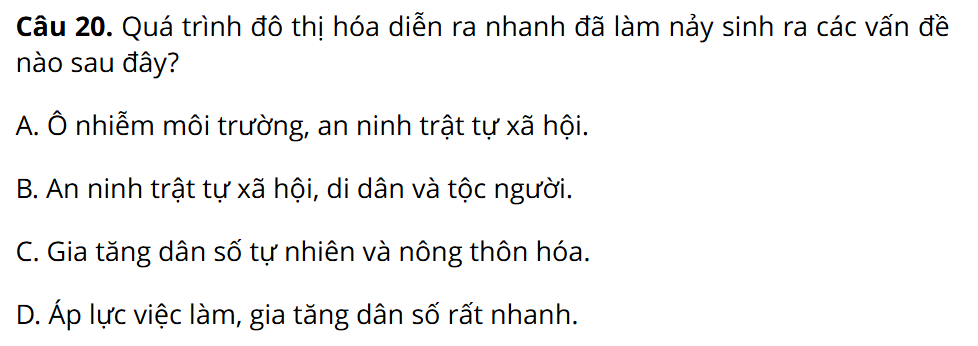 Câu 20. Quá trình đô thị hóa diễn ra nhanh đã làm nảy sinh ra các vấn đề
nào sau đây?
A. Ô nhiễm môi trường, an ninh trật tự xã hội.
B. An ninh trật tự xã hội, di dân và tộc người.
C. Gia tăng dân số tự nhiên và nông thôn hóa.
D. Áp lực việc làm, gia tăng dân số rất nhanh.